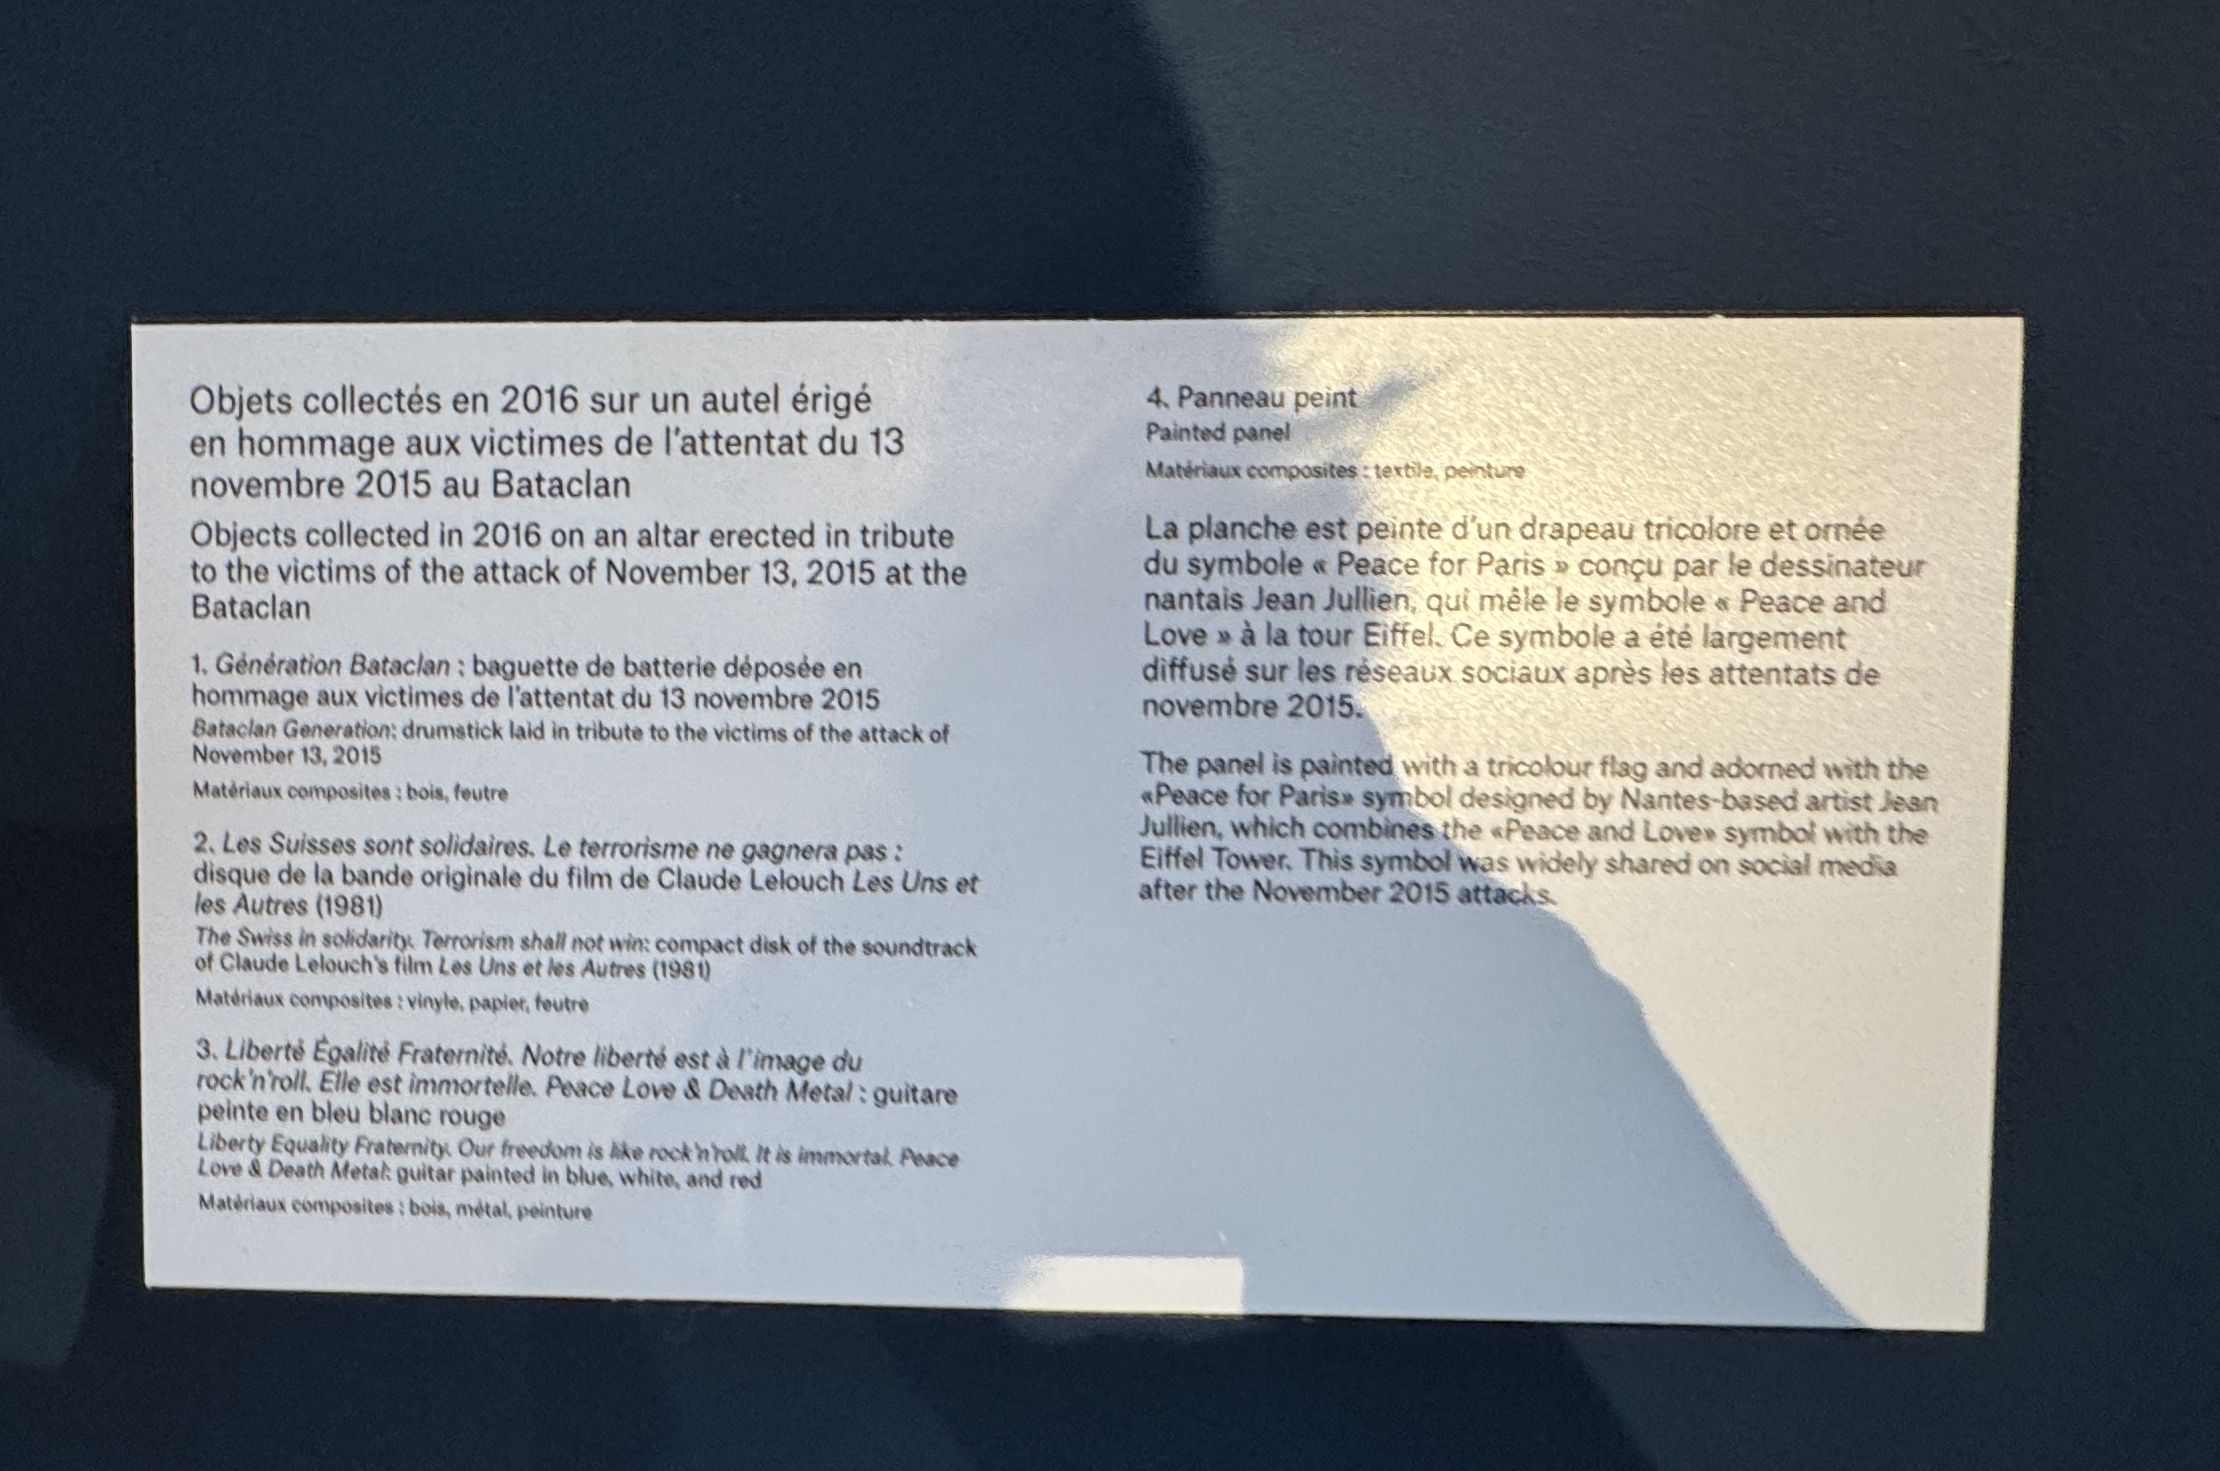 Objets collectés en 2016 sur un autel érigé
en hommage aux victimes de l'attentat du 13
novembre 2015 au Bataclan
Objects collected in 2016 on an altar erected in tribute
to the victims of the attack of November 13, 2015 at the
Bataclan
1. Génération Bataclan : baguette de batterie déposée en
hommage aux victimes de l'attentat du 13 novembre 2015
Bataclan Generation: drumstick laid in tribute to the victims of the attack of
November 13, 2015
Matériaux composites : bois, feutre
2. Les Suisses sont solidaires. Le terrorisme ne gagnera pas :
disque de la bande originale du film de Claude Lelouch Les Uns et
les Autres (1981)
The Swiss in solidarity. Terrorism shall not win: compact disk of the soundtrack
of Claude Lelouch's film Les Uns et les Autres (1981)
Matériaux composites : vinyle, papier, feutre
3. Liberté Égalité Fraternité. Notre liberté est à l'image du
rock'n'roll. Elle est immortelle. Peace Love & Death Metal : guitare
peinte en bleu blanc rouge
Liberty Equality Fraternity. Our freedom is like rock'n'roll. It is immortal. Peace
Love & Death Metal: guitar painted in blue, white, and red
Matériaux composites : bois, métal, peinture
4. Panneau peint
Painted panel
Matériaux composites : textile, peinture
La planche est peinte d'un drapeau tricolore et ornée
du symbole « Peace for Paris » conçu par le dessinateur
nantais Jean Jullien, qui mêle le symbole « Peace and
Love » à la tour Eiffel. Ce symbole a été largement
diffusé sur les réseaux sociaux après les attentats de
novembre 2015.
The panel is painted with a tricolour flag and adorned with the
«Peace for Paris» symbol designed by Nantes-based artist Jean
Jullien, which combines the «Peace and Love» symbol with the
Eiffel Tower. This symbol was widely shared on social media
after the November 2015 attacks.